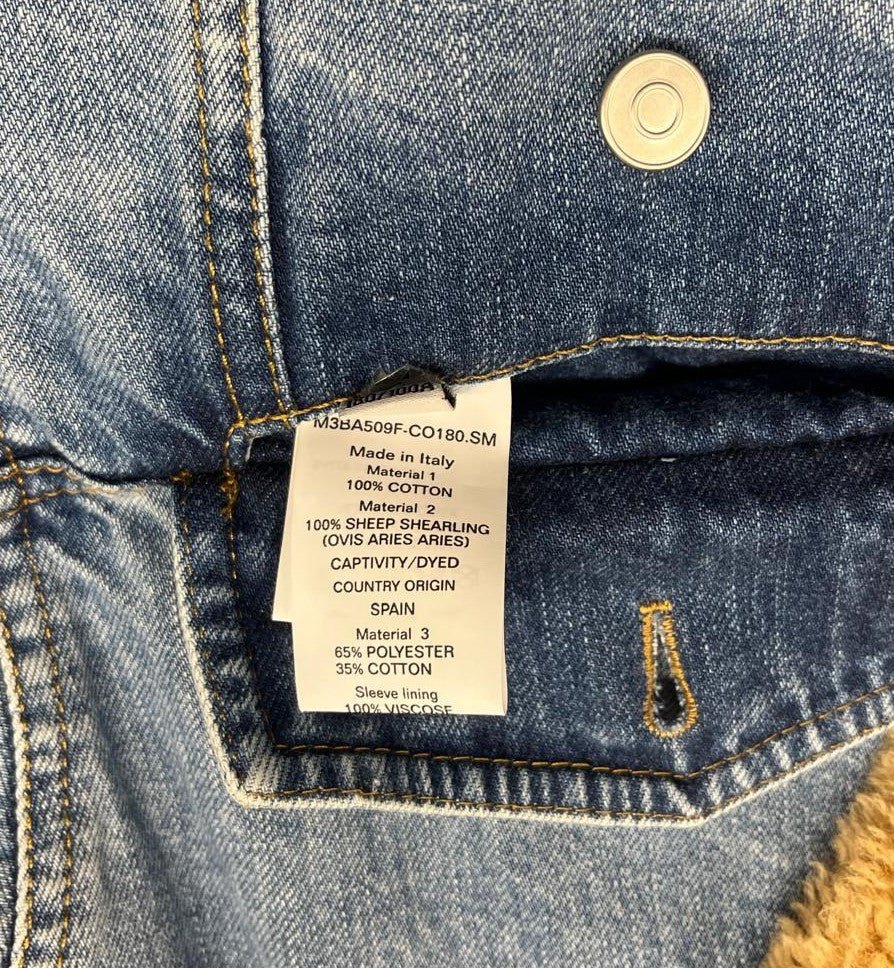 M3BA509F-CO180.SM
Made in Italy
Material 1
100% COTTON
Material 2
100% SHEEP SHEARLING
(OVIS ARIES ARIES)
CAPTIVITY/DYED
COUNTRY ORIGIN
SPAIN
Material 3
65% POLYESTER
35% COTTON
Sleeve lining
100% VISCOSE